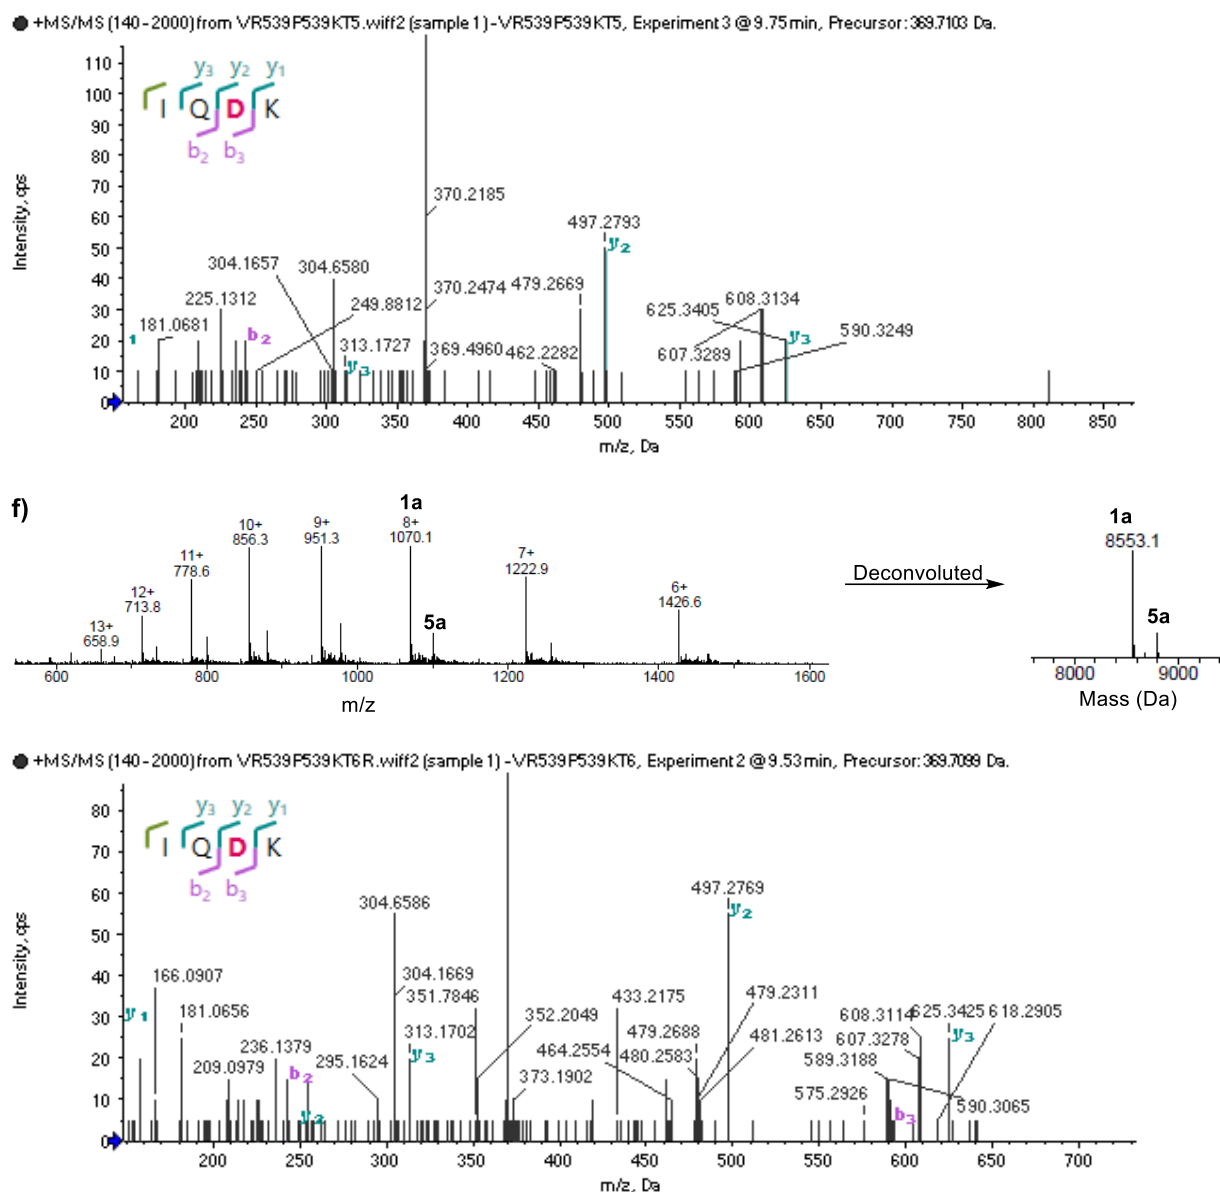 +MS/MS (140-2000) from VR539P539KT5.wiff2 (sample 1) - VR539P539KT5, Experiment 3 @ 9.75 min, Precursor: 369.7103 Da.
Intensity, cps
110
100
90
80
70
60
50
40
30
20
10
0
y3 y2 y1
I Q D K
b2 b3
370.2185
497.2793
y2
304.1657
304.6580
370.2474
479.2669
225.1312
249.8812
625.3405
608.3134
1
181.0681
b2
313.1727
y3
369.4960
462.2282
607.3289
y3
590.3249
200 250 300 350 400 450 500 550 600 650 700 750 800 850
m/z, Da
f)
1a
13+
658.9
12+
713.8
11+
778.6
10+
856.3
9+
951.3
8+
1070.1
5a
7+
1222.9
6+
1426.6
600 800 1000 1200 1400 1600
m/z
Deconvoluted
1a
8553.1
5a
8000 9000
Mass (Da)
+MS/MS (140-2000) from VR539P539KT6R.wiff2 (sample 1) - VR539P539KT6, Experiment 2 @ 9.53 min, Precursor: 369.7099 Da.
Intensity, cps
80
70
60
50
40
30
20
10
0
y3 y2 y1
I Q D K
b2 b3
304.6586
497.2769
y2
166.0907
304.1669
351.7846
433.2175
479.2311
y1
181.0656
313.1702
y3
352.2049
479.2688
481.2613
608.3114
625.3425
618.2905
y3
607.3278
236.1379
209.0979
b2
295.1624
464.2554
480.2583
589.3188
373.1902
575.2926
590.3065
y2
b3
200 250 300 350 400 450 500 550 600 650 700
m/z, Da